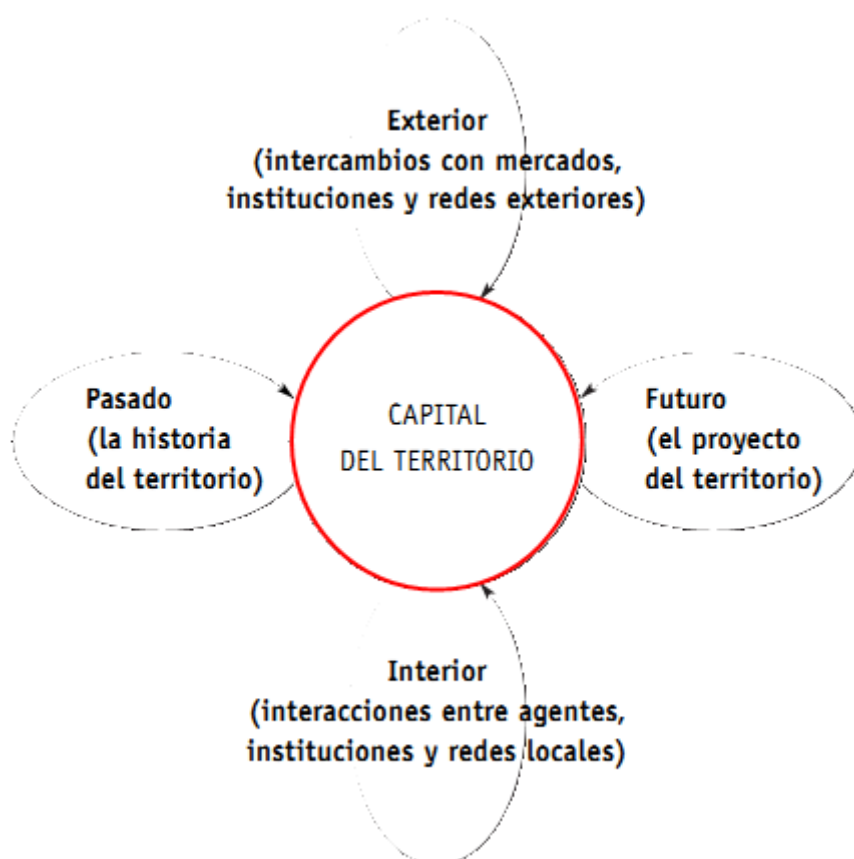 Exterior
(intercambios con mercados,
instituciones y redes exteriores)
Pasado
(la historia
del territorio)
CAPITAL
DEL TERRITORIO
Futuro
(el proyecto
del territorio)
Interior
(interacciones entre agentes,
instituciones y redes locales)